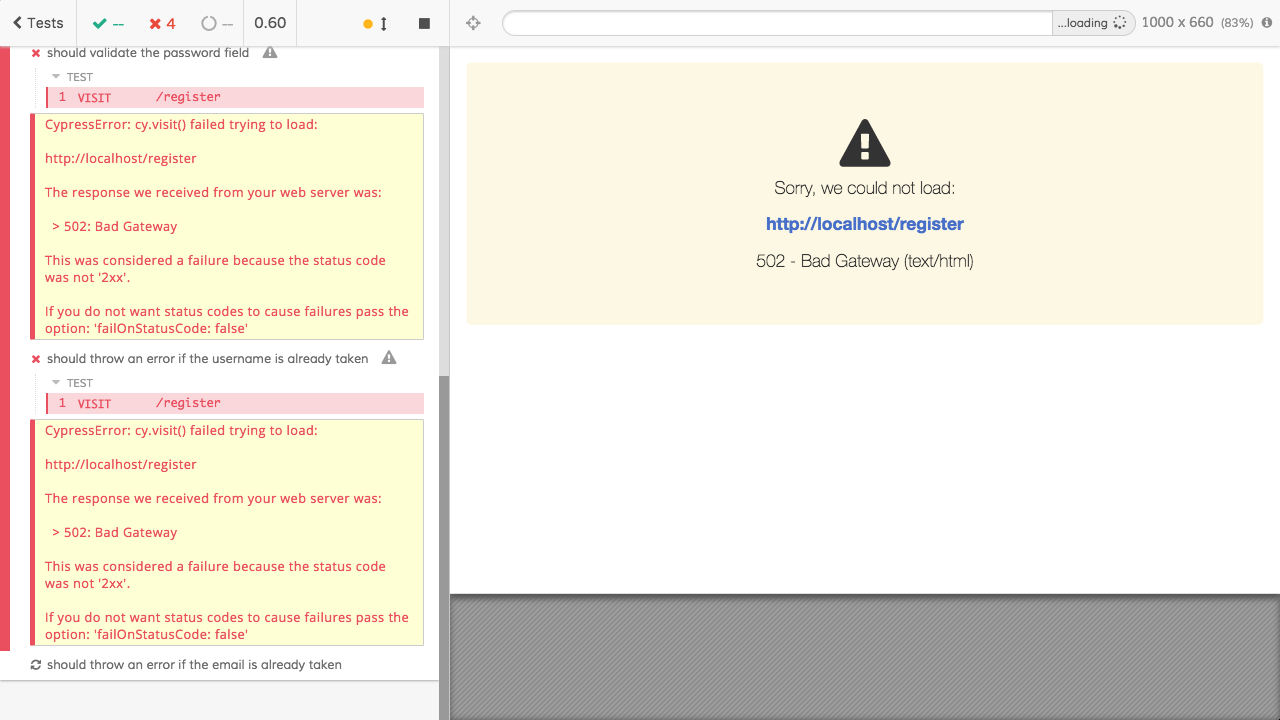 Tests -- 4 -- 0.60
...loading 1000 x 660 (83%)
should validate the password field
TEST
1 VISIT /register
CypressError: cy.visit() failed trying to load:
http://localhost/register
The response we received from your web server was:
> 502: Bad Gateway
This was considered a failure because the status code
was not '2xx'.
If you do not want status codes to cause failures pass the
option: 'failOnStatusCode: false'
should throw an error if the username is already taken
TEST
1 VISIT /register
CypressError: cy.visit() failed trying to load:
http://localhost/register
The response we received from your web server was:
> 502: Bad Gateway
This was considered a failure because the status code
was not '2xx'.
If you do not want status codes to cause failures pass the
option: 'failOnStatusCode: false'
should throw an error if the email is already taken
Sorry, we could not load:
http://localhost/register
502 - Bad Gateway (text/html)